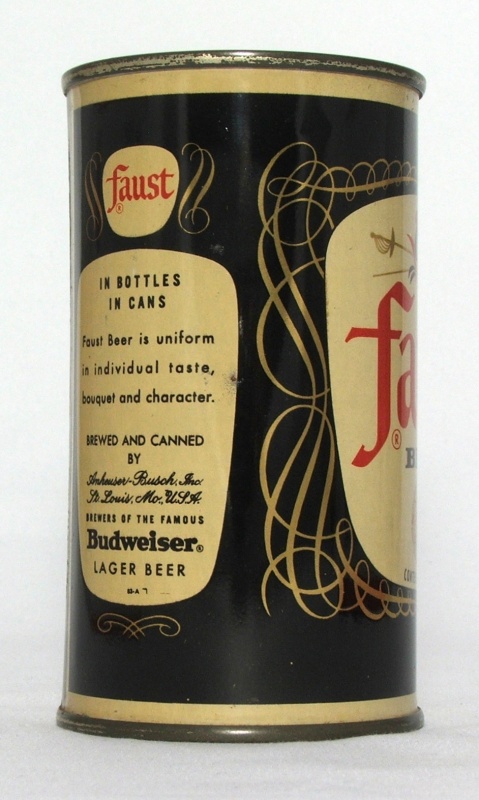 faust
®
IN BOTTLES
IN CANS
Faust Beer is uniform
in individual taste,
bouquet and character.
BREWED AND CANNED
BY
Anheuser-Busch, Inc.
St. Louis, Mo., U.S.A.
BREWERS OF THE FAMOUS
Budweiser®
LAGER BEER
fa
®
B